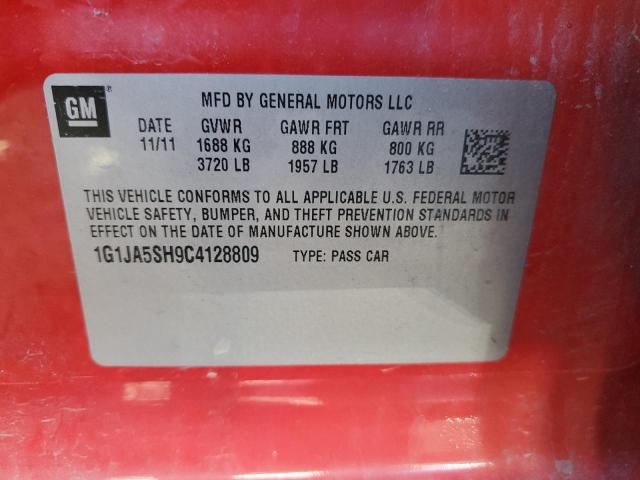 GM ®
MFD BY GENERAL MOTORS LLC
DATE GVWR GAWR FRT GAWR RR
11/11 1688 KG 888 KG 800 KG
3720 LB 1957 LB 1763 LB
THIS VEHICLE CONFORMS TO ALL APPLICABLE U.S. FEDERAL MOTOR
VEHICLE SAFETY, BUMPER, AND THEFT PREVENTION STANDARDS IN
EFFECT ON THE DATE OF MANUFACTURE SHOWN ABOVE.
1G1JA5SH9C4128809 TYPE: PASS CAR